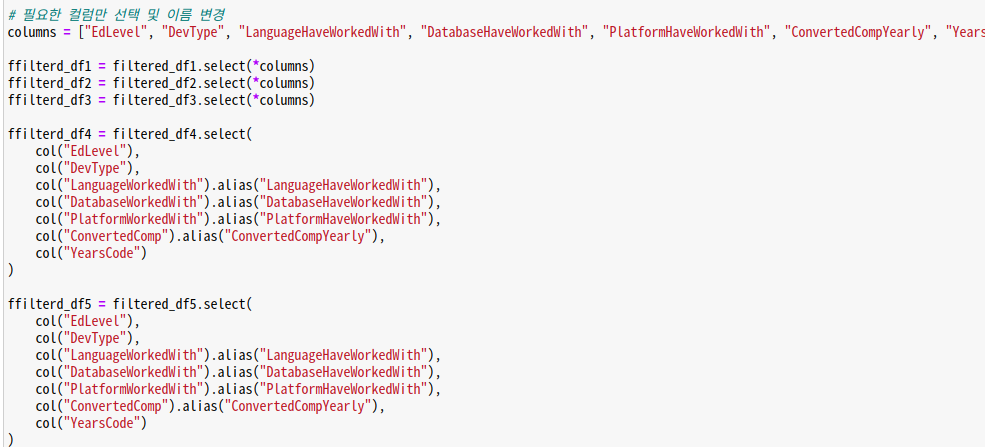 # 필요한 컬럼만 선택 및 이름 변경
columns = ["EdLevel", "DevType", "LanguageHaveWorkedWith", "DatabaseHaveWorkedWith", "PlatformHaveWorkedWith", "ConvertedCompYearly", "Years
ffilterd_df1 = filtered_df1.select(*columns)
ffilterd_df2 = filtered_df2.select(*columns)
ffilterd_df3 = filtered_df3.select(*columns)
ffilterd_df4 = filtered_df4.select(
col("EdLevel"),
col("DevType"),
col("LanguageWorkedWith").alias("LanguageHaveWorkedWith"),
col("DatabaseWorkedWith").alias("DatabaseHaveWorkedWith"),
col("PlatformWorkedWith").alias("PlatformHaveWorkedWith"),
col("ConvertedComp").alias("ConvertedCompYearly"),
col("YearsCode")
)
ffilterd_df5 = filtered_df5.select(
col("EdLevel"),
col("DevType"),
col("LanguageWorkedWith").alias("LanguageHaveWorkedWith"),
col("DatabaseWorkedWith").alias("DatabaseHaveWorkedWith"),
col("PlatformWorkedWith").alias("PlatformHaveWorkedWith"),
col("ConvertedComp").alias("ConvertedCompYearly"),
col("YearsCode")
)